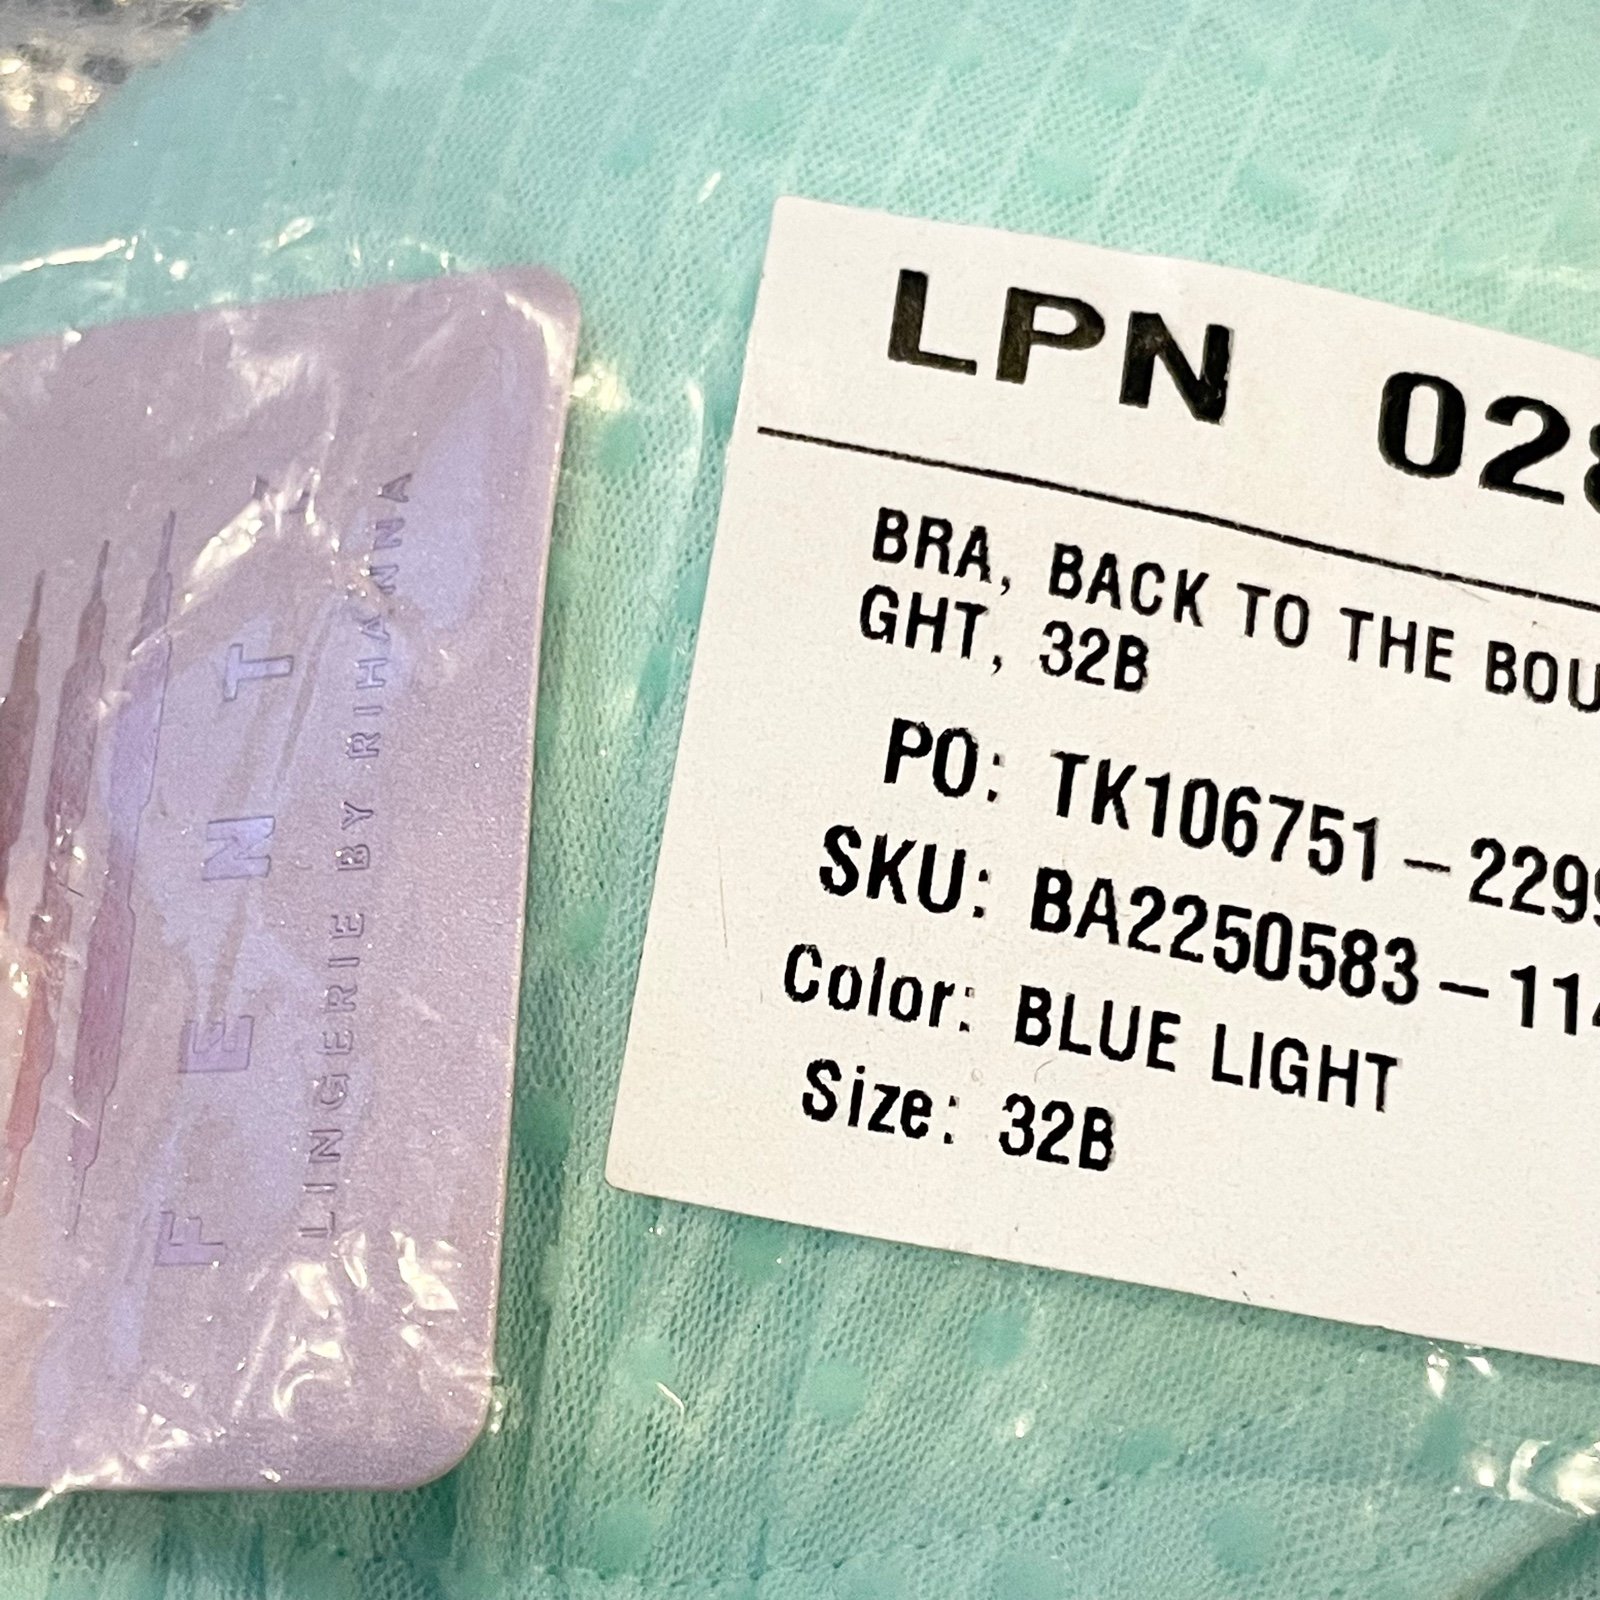 FENT
LINGERIE BY RIHANNA
LPN 028
BRA, BACK TO THE BOU
GHT, 32B
PO: TK106751-2299
SKU: BA2250583-114
Color: BLUE LIGHT
Size: 32B